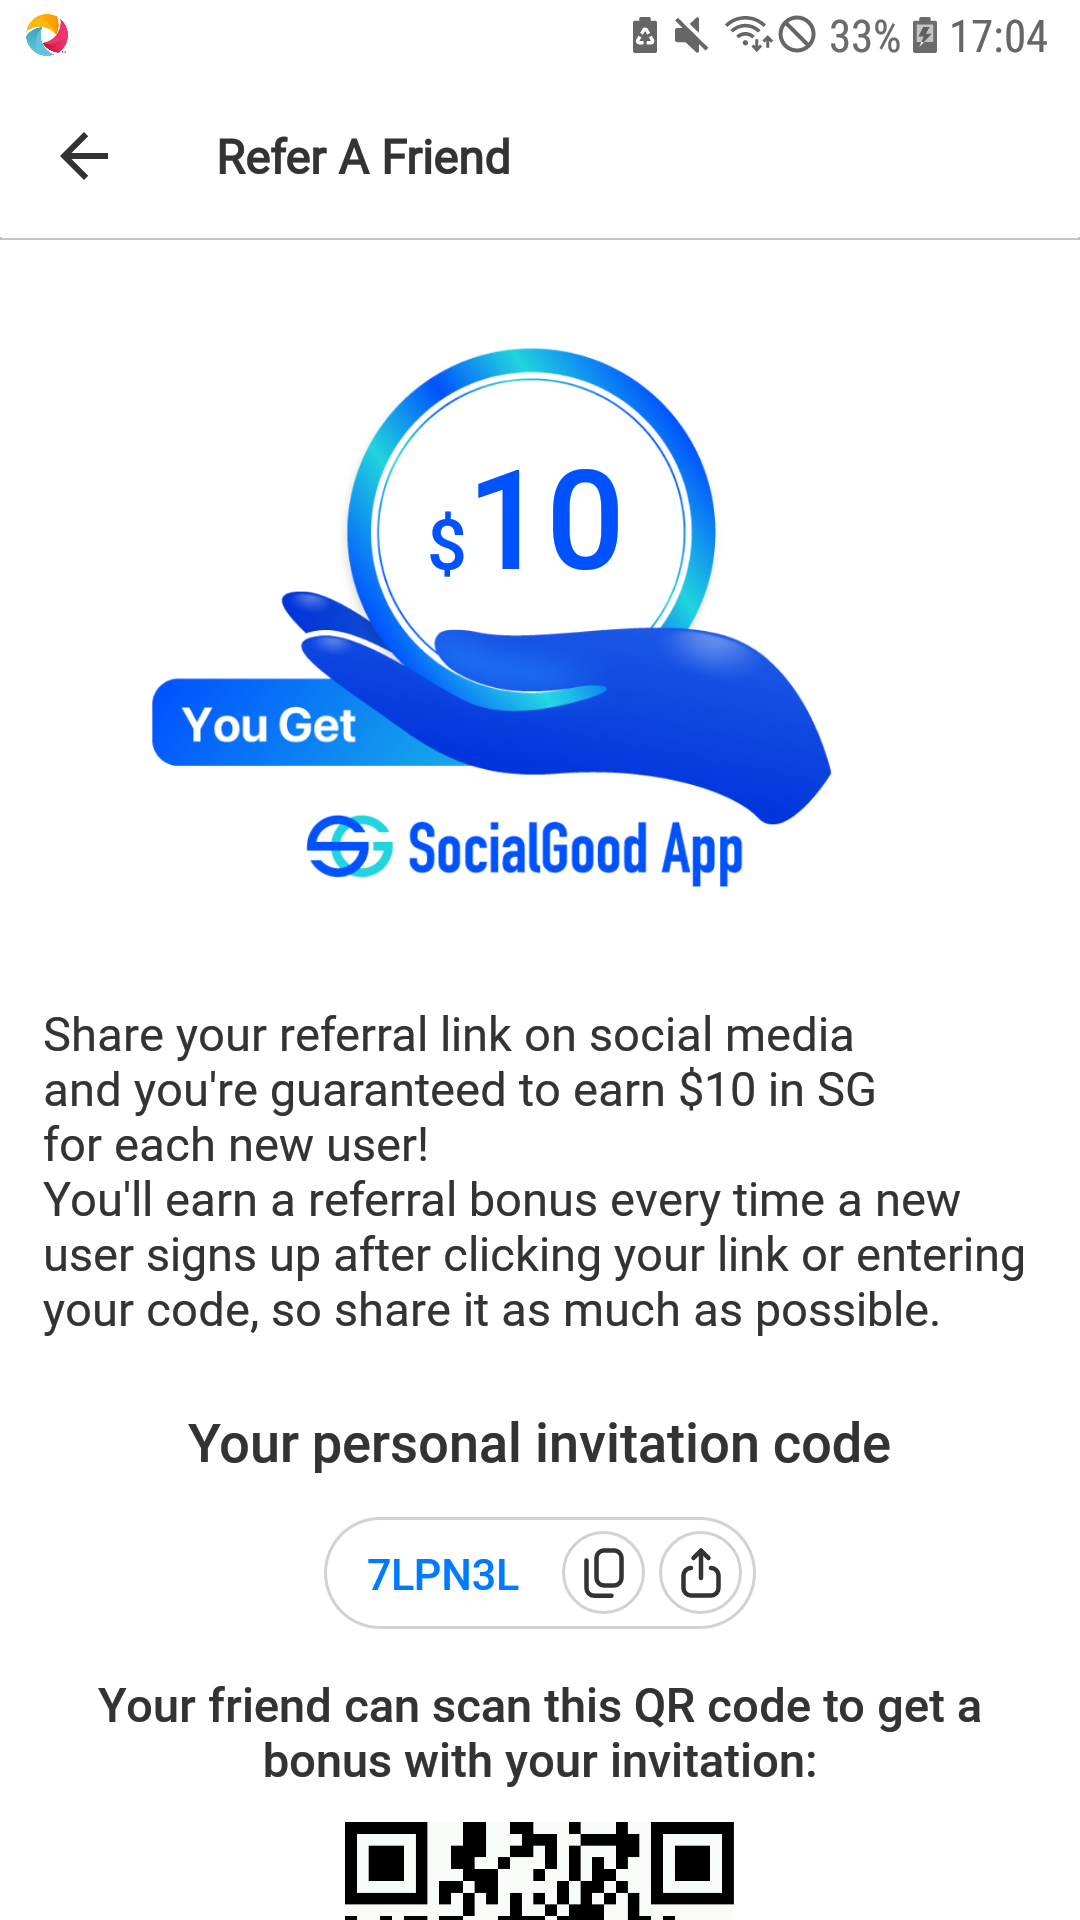 33% 17:04
Refer A Friend
$10
You Get
SG SocialGood App
Share your referral link on social media
and you're guaranteed to earn $10 in SG
for each new user!
You'll earn a referral bonus every time a new
user signs up after clicking your link or entering
your code, so share it as much as possible.
Your personal invitation code
7LPN3L
Your friend can scan this QR code to get a
bonus with your invitation: